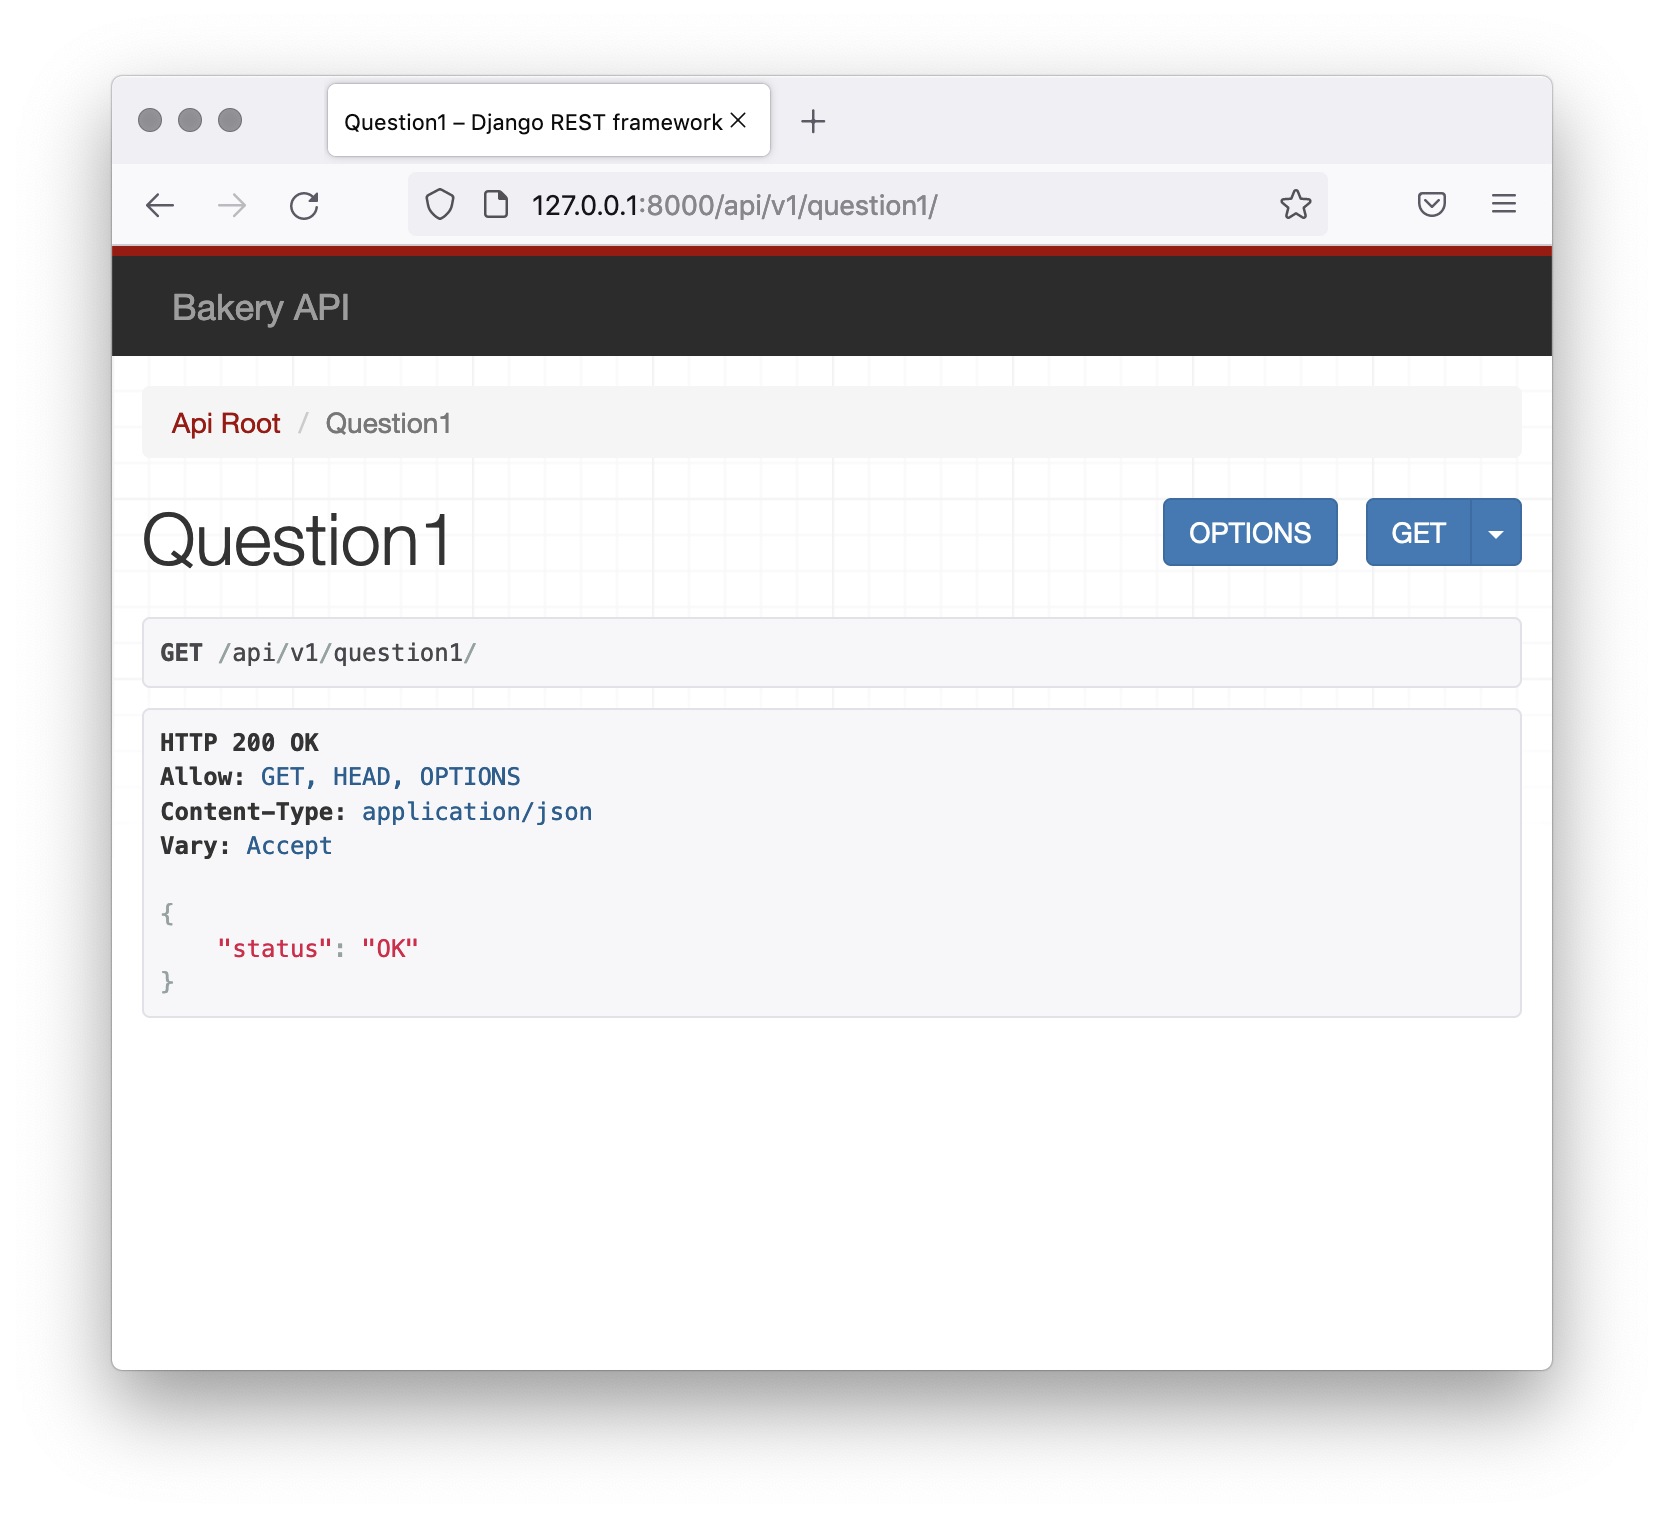 Question1 – Django REST framework
127.0.0.1:8000/api/v1/question1/
Bakery API
Api Root / Question1
Question1
OPTIONS
GET
GET /api/v1/question1/
HTTP 200 OK
Allow: GET, HEAD, OPTIONS
Content-Type: application/json
Vary: Accept
{
    "status": "OK"
}